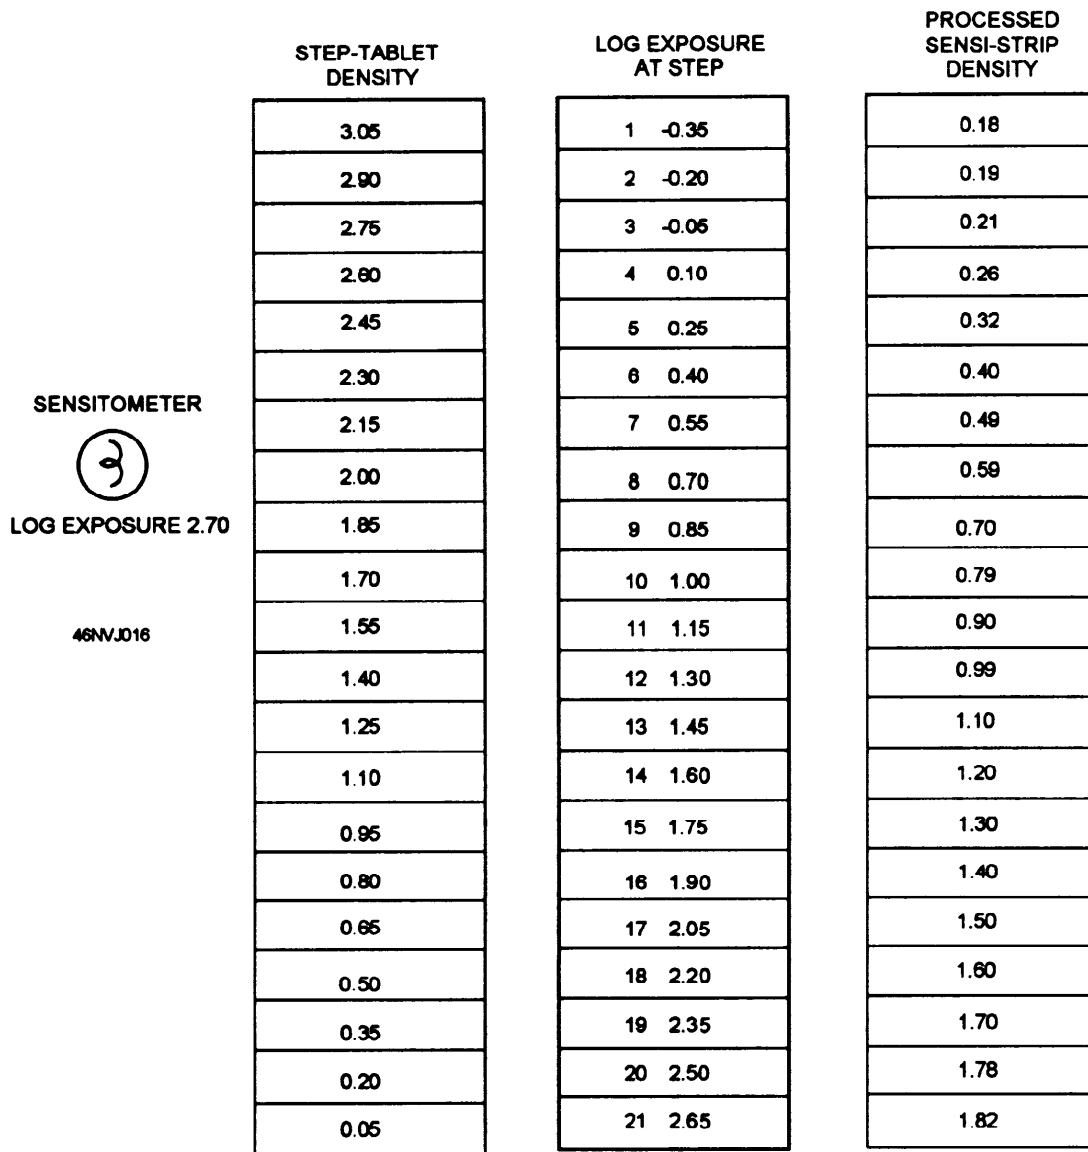 STEP-TABLET
DENSITY
LOG EXPOSURE
AT STEP
PROCESSED
SENSI-STRIP
DENSITY
3.05 1 -0.35 0.18
2.90 2 -0.20 0.19
2.75 3 -0.05 0.21
2.60 4 0.10 0.26
2.45 5 0.25 0.32
2.30 6 0.40 0.40
SENSITOMETER
2.15 7 0.55 0.49
2.00 8 0.70 0.59
LOG EXPOSURE 2.70
1.85 9 0.85 0.70
1.70 10 1.00 0.79
46NVJ016
1.55 11 1.15 0.90
1.40 12 1.30 0.99
1.25 13 1.45 1.10
1.10 14 1.60 1.20
0.95 15 1.75 1.30
0.80 16 1.90 1.40
0.65 17 2.05 1.50
0.50 18 2.20 1.60
0.35 19 2.35 1.70
0.20 20 2.50 1.78
0.05 21 2.65 1.82